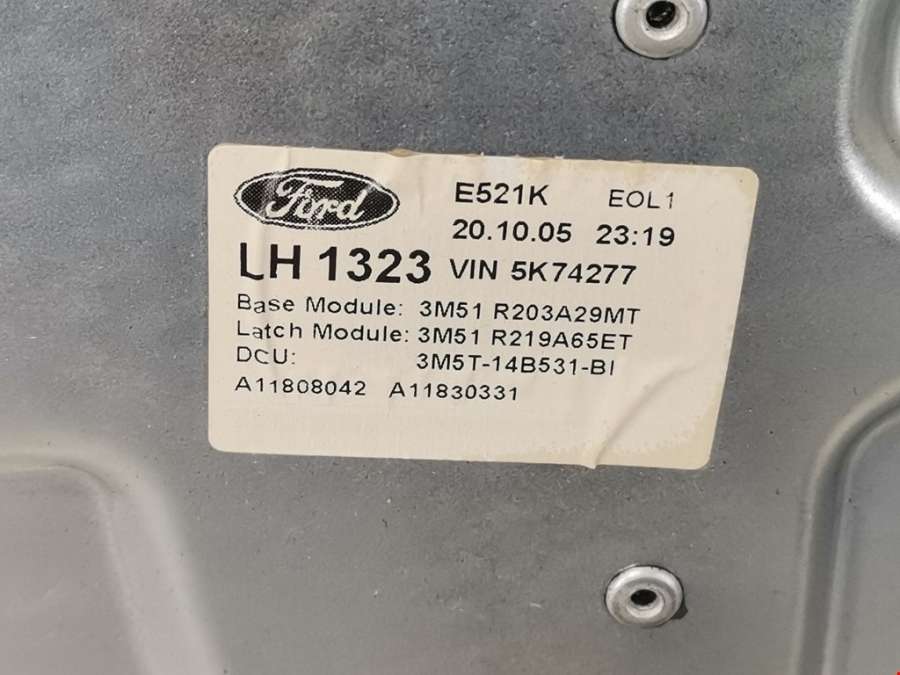 Ford E521K EOL1
20.10.05 23:19
LH 1323 VIN 5K74277
Base Module: 3M51 R203A29MT
Latch Module: 3M51 R219A65ET
DCU: 3M5T-14B531-BI
A11808042 A11830331